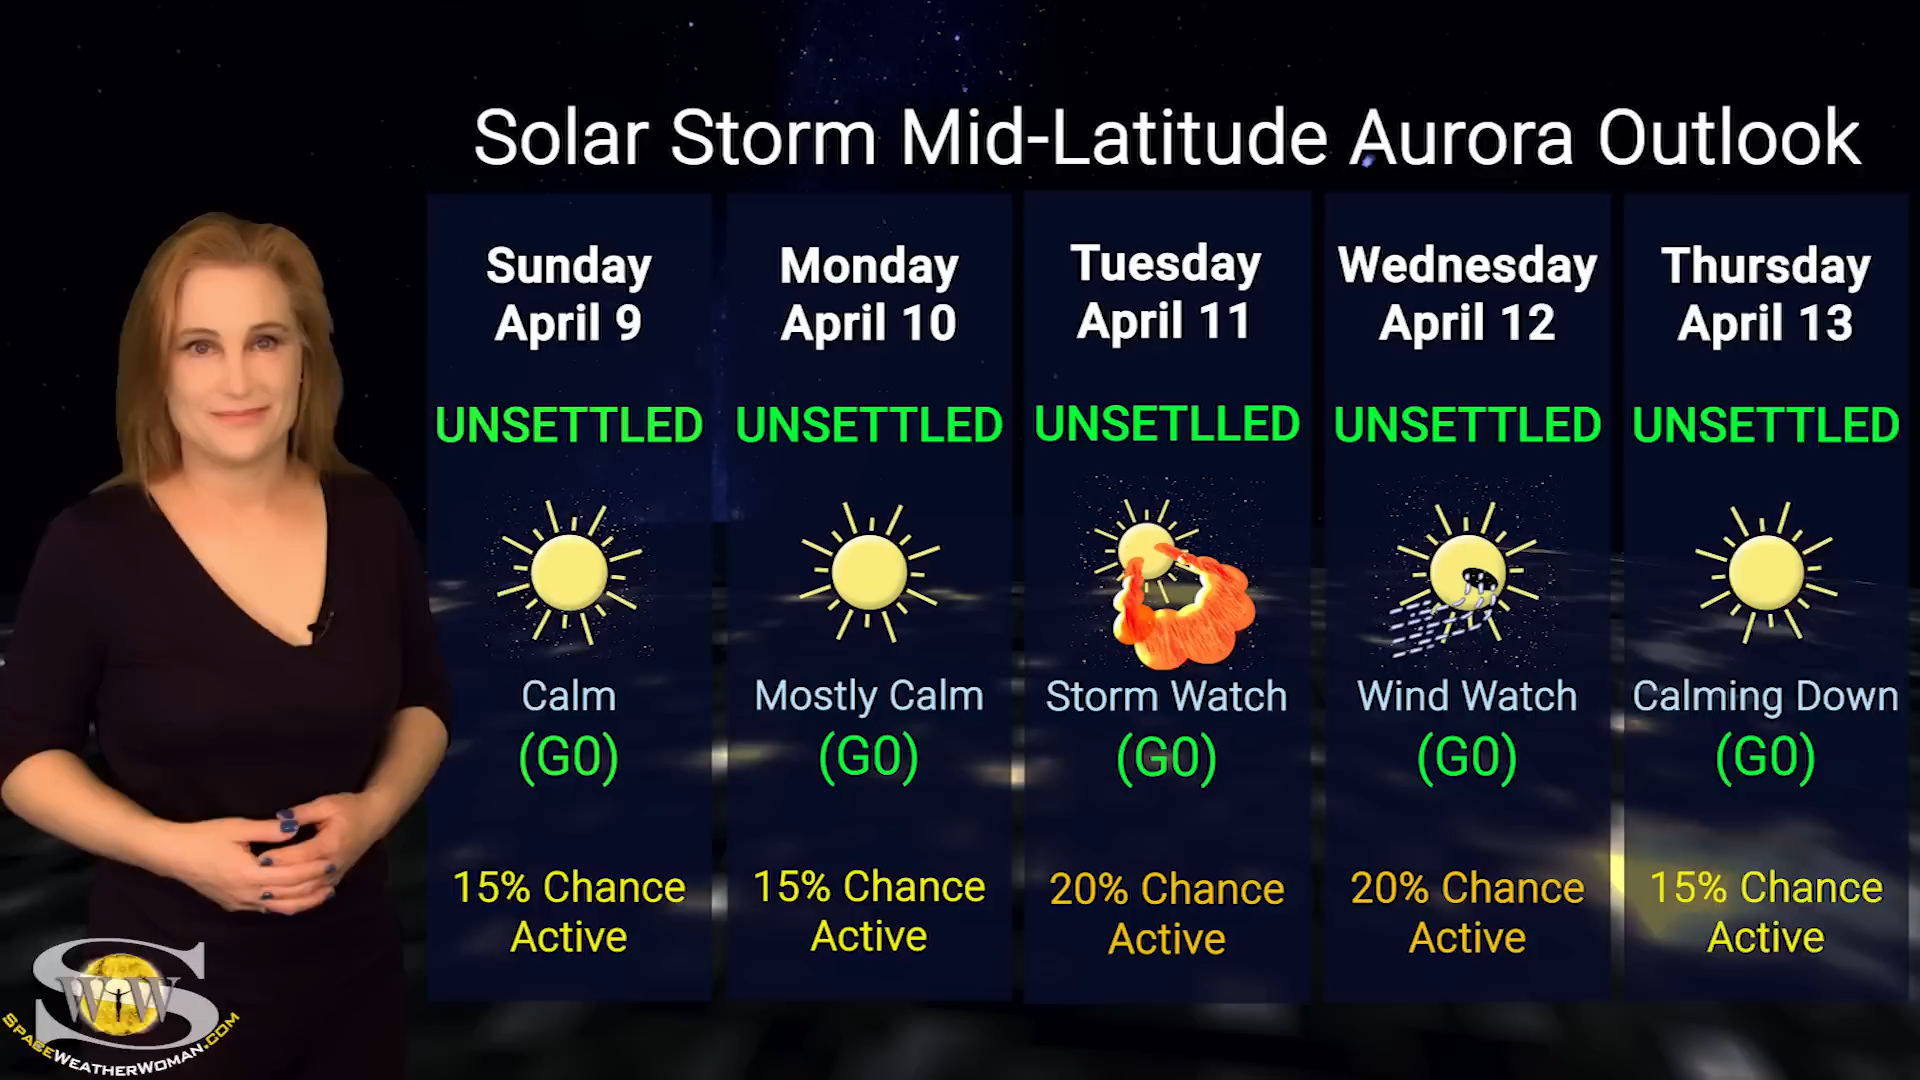 Solar Storm Mid-Latitude Aurora Outlook
Sunday
April 9
UNSETTLED
Calm
(G0)
15% Chance
Active
Monday
April 10
UNSETTLED
Mostly Calm
(G0)
15% Chance
Active
Tuesday
April 11
UNSETLLED
Storm Watch
(G0)
20% Chance
Active
Wednesday
April 12
UNSETTLED
Wind Watch
(G0)
20% Chance
Active
Thursday
April 13
UNSETTLED
Calming Down
(G0)
15% Chance
Active
SWW
SPACEWEATHERWOMAN.COM